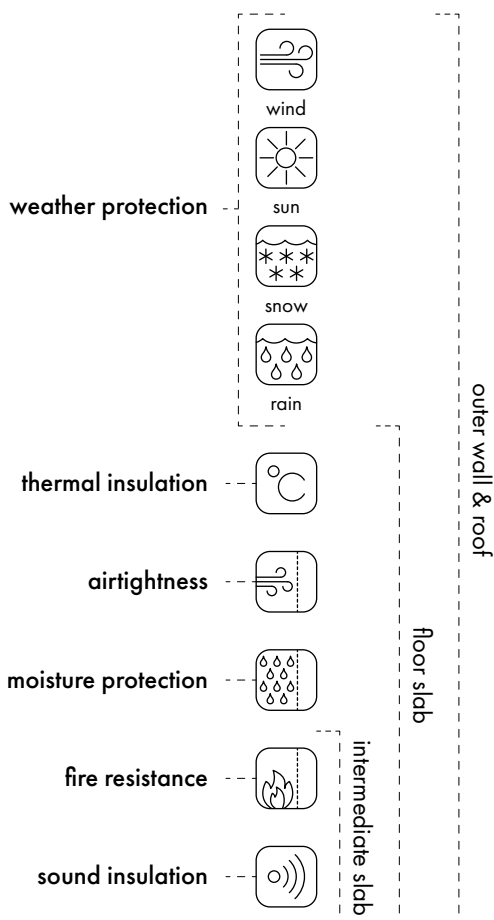 wind
weather protection
sun
snow
rain
outer wall & roof
thermal insulation
airtightness
floor slab
moisture protection
intermediate slab
fire resistance
sound insulation